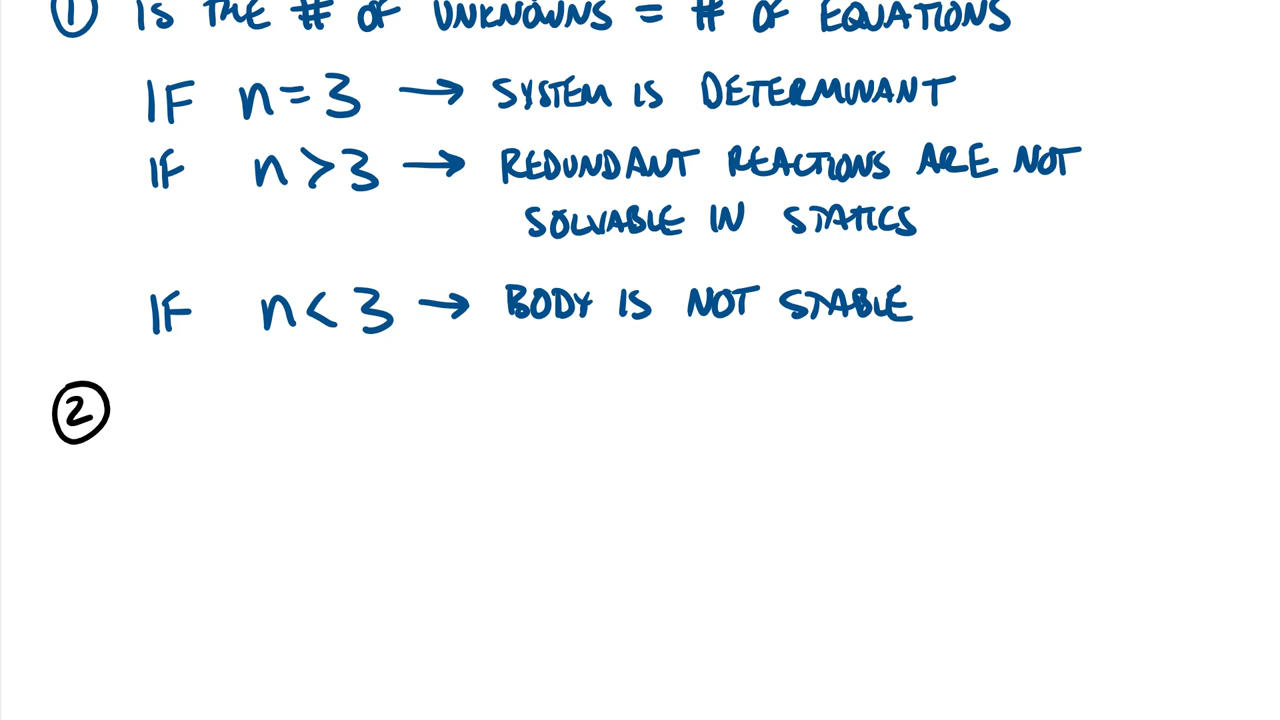 ① IS THE # OF UNKNOWNS = # OF EQUATIONS
IF n = 3 → SYSTEM IS DETERMINANT
IF n > 3 → REDUNDANT REACTIONS ARE NOT
SOLVABLE IN STATICS
IF n < 3 → BODY IS NOT STABLE
②